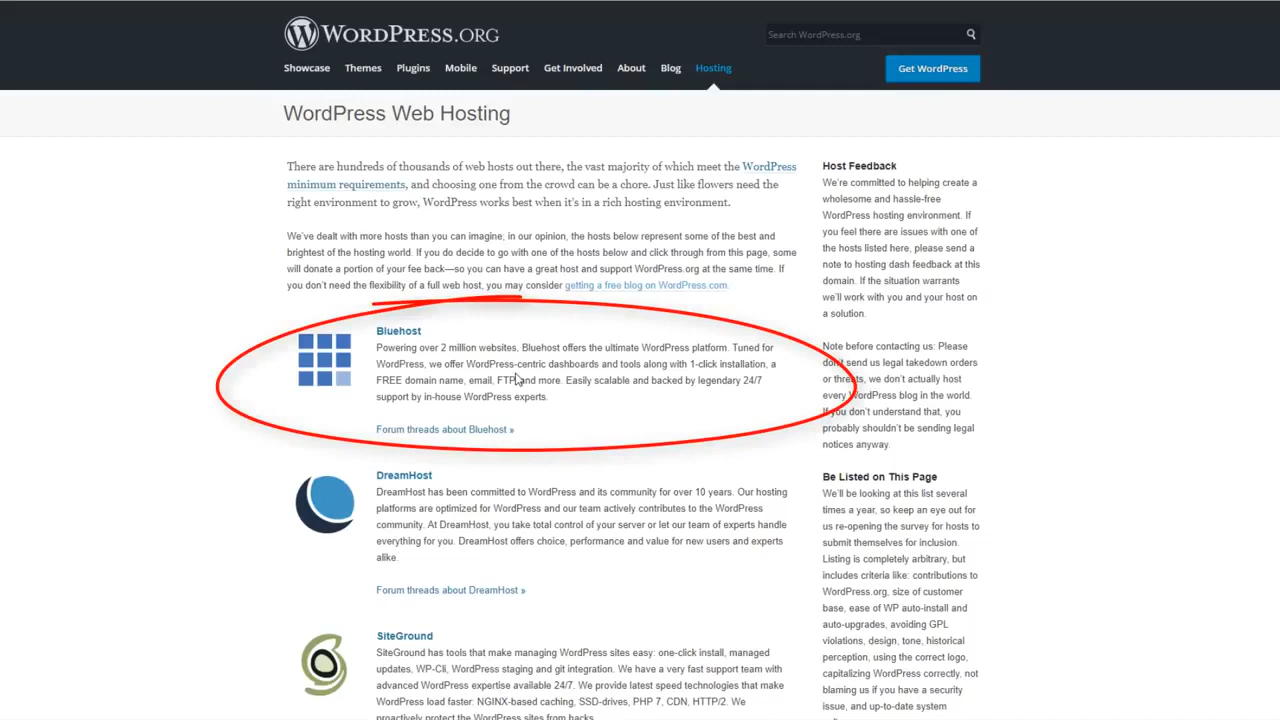 WORDPRESS.ORG
Search WordPress.org
Showcase Themes Plugins Mobile Support Get Involved About Blog Hosting
Get WordPress
WordPress Web Hosting
There are hundreds of thousands of web hosts out there, the vast majority of which meet the WordPress
minimum requirements, and choosing one from the crowd can be a chore. Just like flowers need the
right environment to grow, WordPress works best when it's in a rich hosting environment.
We've dealt with more hosts than you can imagine; in our opinion, the hosts below represent some of the best and
brightest of the hosting world. If you do decide to go with one of the hosts below and click through from this page,
some will donate a portion of your fee back—so you can have a great host and support WordPress.org at the same time. If
you don't need the flexibility of a full web host, you may consider getting a free blog on WordPress.com.
Bluehost
Powering over 2 million websites, Bluehost offers the ultimate WordPress platform. Tuned for
WordPress, we offer WordPress-centric dashboards and tools along with 1-click installation, a
FREE domain name, email, FTP, and more. Easily scalable and backed by legendary 24/7
support by in-house WordPress experts.
Forum threads about Bluehost »
DreamHost
DreamHost has been committed to WordPress and its community for over 10 years. Our hosting
platforms are optimized for WordPress and our team actively contributes to the WordPress
community. At DreamHost, you take total control of your server or let our team of experts handle
everything for you. DreamHost offers choice, performance and value for new users and experts
alike.
Forum threads about DreamHost »
SiteGround
SiteGround has tools that make managing WordPress sites easy: one-click install, managed
updates, WP-Cli, WordPress staging and git integration. We have a very fast support team with
advanced WordPress expertise available 24/7. We provide latest speed technologies that make
WordPress load faster: NGINX-based caching, SSD-drives, PHP 7, CDN, HTTP/2. We
proactively protect the WordPress sites from hacks.
Host Feedback
We're committed to helping create a
wholesome and hassle-free
WordPress hosting environment. If
you feel there are issues with one of
the hosts listed here, please send a
note to hosting dash feedback at this
domain. If the situation warrants
we'll work with you and your host on
a solution.
Note before contacting us: Please
don't send us legal takedown orders
or threats, we don't actually host
every WordPress blog in the world.
If you don't understand that, you
probably shouldn't be sending legal
notices anyway.
Be Listed on This Page
We'll be looking at this list several
times a year, so keep an eye out for
us re-opening the survey for hosts to
submit themselves for inclusion.
Listing is completely arbitrary, but
includes criteria like: contributions to
WordPress.org, size of customer
base, ease of WP auto-install and
auto-upgrades, avoiding GPL
violations, design, tone, historical
perception, using the correct logo,
capitalizing WordPress correctly, not
blaming us if you have a security
issue, and up-to-date system